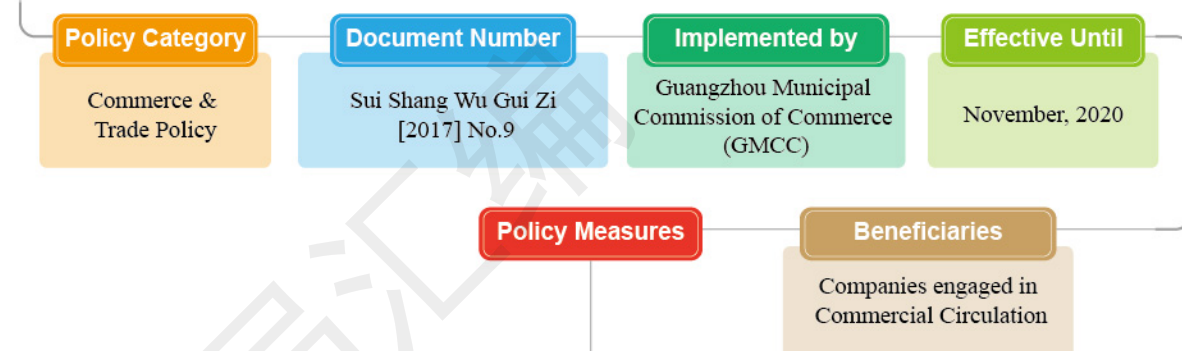 Policy Category
Document Number
Implemented by
Effective Until
Commerce &
Trade Policy
Sui Shang Wu Gui Zi
[2017] No.9
Guangzhou Municipal
Commission of Commerce
(GMCC)
November, 2020
Policy Measures
Beneficiaries
Companies engaged in
Commercial Circulation